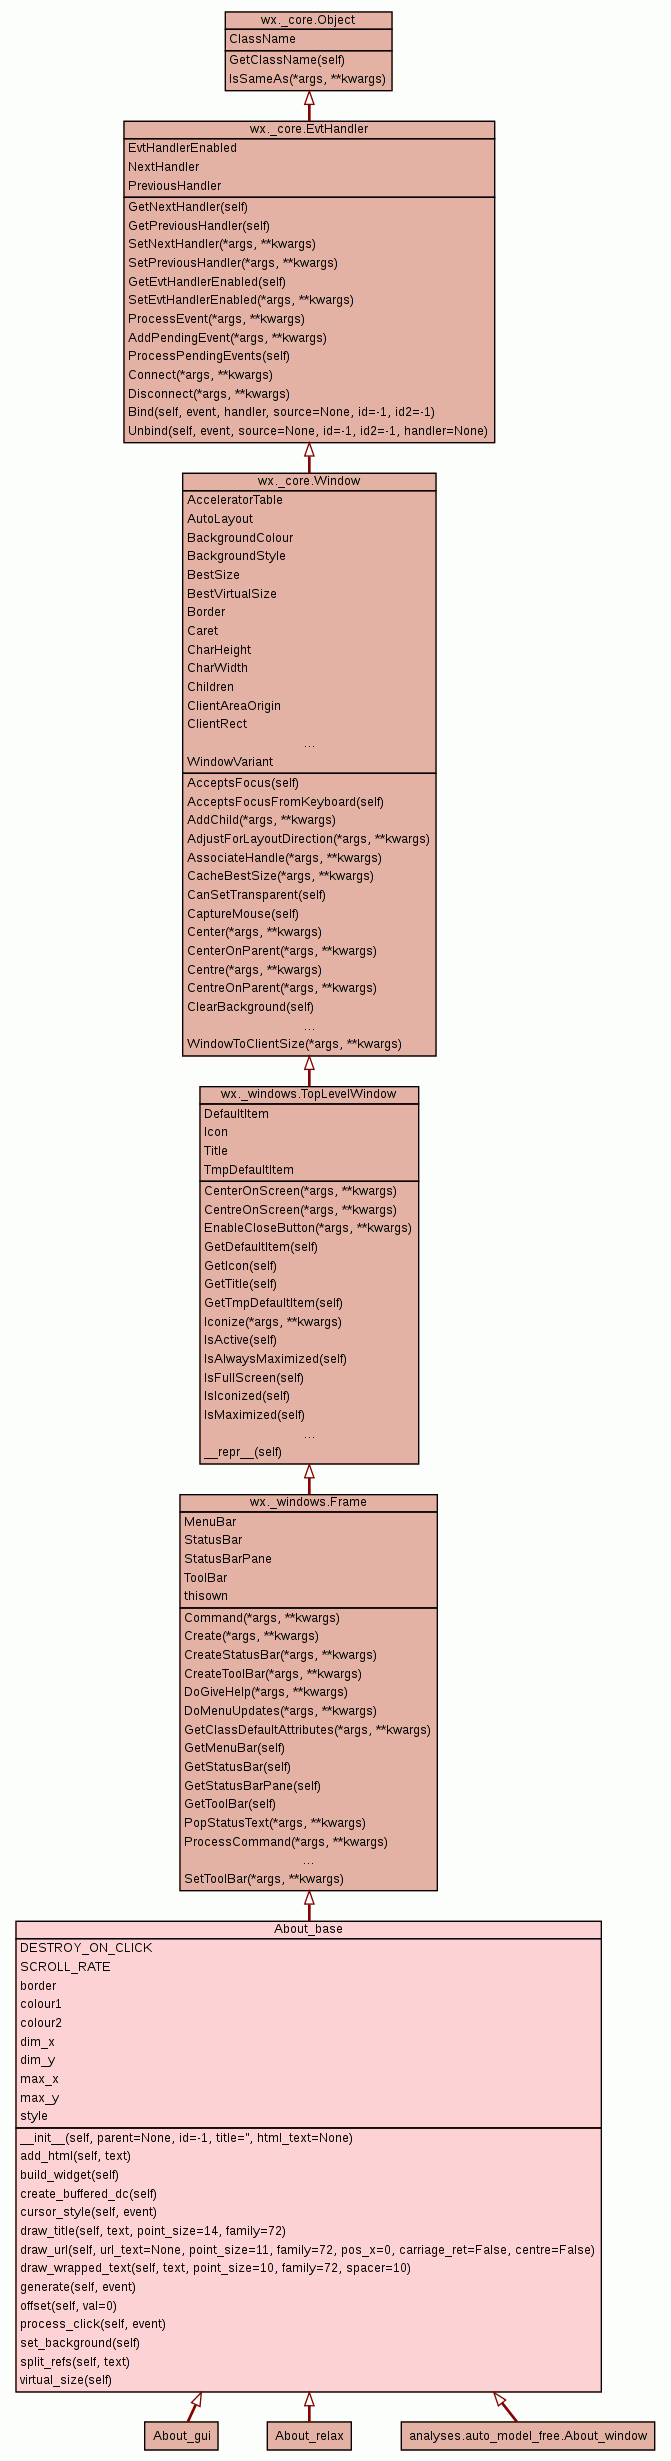 wx._core.Object
ClassName
GetClassName(self)
IsSameAs(*args, **kwargs)
wx._core.EvtHandler
EvtHandlerEnabled
NextHandler
PreviousHandler
GetNextHandler(self)
GetPreviousHandler(self)
SetNextHandler(*args, **kwargs)
SetPreviousHandler(*args, **kwargs)
GetEvtHandlerEnabled(self)
SetEvtHandlerEnabled(*args, **kwargs)
ProcessEvent(*args, **kwargs)
AddPendingEvent(*args, **kwargs)
ProcessPendingEvents(self)
Connect(*args, **kwargs)
Disconnect(*args, **kwargs)
Bind(self, event, handler, source=None, id=-1, id2=-1)
Unbind(self, event, source=None, id=-1, id2=-1, handler=None)
wx._core.Window
AcceleratorTable
AutoLayout
BackgroundColour
BackgroundStyle
BestSize
BestVirtualSize
Border
Caret
CharHeight
CharWidth
Children
ClientAreaOrigin
ClientRect
...
WindowVariant
AcceptsFocus(self)
AcceptsFocusFromKeyboard(self)
AddChild(*args, **kwargs)
AdjustForLayoutDirection(*args, **kwargs)
AssociateHandle(*args, **kwargs)
CacheBestSize(*args, **kwargs)
CanSetTransparent(self)
CaptureMouse(self)
Center(*args, **kwargs)
CenterOnParent(*args, **kwargs)
Centre(*args, **kwargs)
CentreOnParent(*args, **kwargs)
ClearBackground(self)
...
WindowToClientSize(*args, **kwargs)
wx._windows.TopLevelWindow
DefaultItem
Icon
Title
TmpDefaultItem
CenterOnScreen(*args, **kwargs)
CentreOnScreen(*args, **kwargs)
EnableCloseButton(*args, **kwargs)
GetDefaultItem(self)
GetIcon(self)
GetTitle(self)
GetTmpDefaultItem(self)
Iconize(*args, **kwargs)
IsActive(self)
IsAlwaysMaximized(self)
IsFullScreen(self)
IsIconized(self)
IsMaximized(self)
...
__repr__(self)
wx._windows.Frame
MenuBar
StatusBar
StatusBarPane
ToolBar
thisown
Command(*args, **kwargs)
Create(*args, **kwargs)
CreateStatusBar(*args, **kwargs)
CreateToolBar(*args, **kwargs)
DoGiveHelp(*args, **kwargs)
DoMenuUpdates(*args, **kwargs)
GetClassDefaultAttributes(*args, **kwargs)
GetMenuBar(self)
GetStatusBar(self)
GetStatusBarPane(self)
GetToolBar(self)
PopStatusText(*args, **kwargs)
ProcessCommand(*args, **kwargs)
...
SetToolBar(*args, **kwargs)
About_base
DESTROY_ON_CLICK
SCROLL_RATE
border
colour1
colour2
dim_x
dim_y
max_x
max_y
style
__init__(self, parent=None, id=-1, title='', html_text=None)
add_html(self, text)
build_widget(self)
create_buffered_dc(self)
cursor_style(self, event)
draw_title(self, text, point_size=14, family=72)
draw_url(self, url_text=None, point_size=11, family=72, pos_x=0, carriage_ret=False, centre=False)
draw_wrapped_text(self, text, point_size=10, family=72, spacer=10)
generate(self, event)
offset(self, val=0)
process_click(self, event)
set_background(self)
split_refs(self, text)
virtual_size(self)
About_gui
About_relax
analyses.auto_model_free.About_window